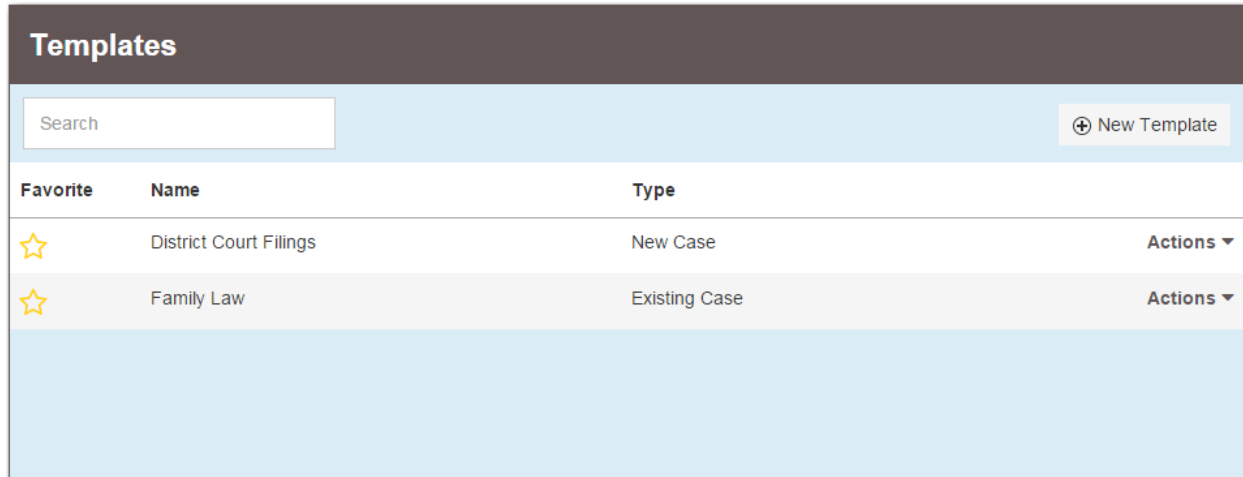 Templates
Search
New Template
Favorite Name Type
District Court Filings New Case Actions
Family Law Existing Case Actions